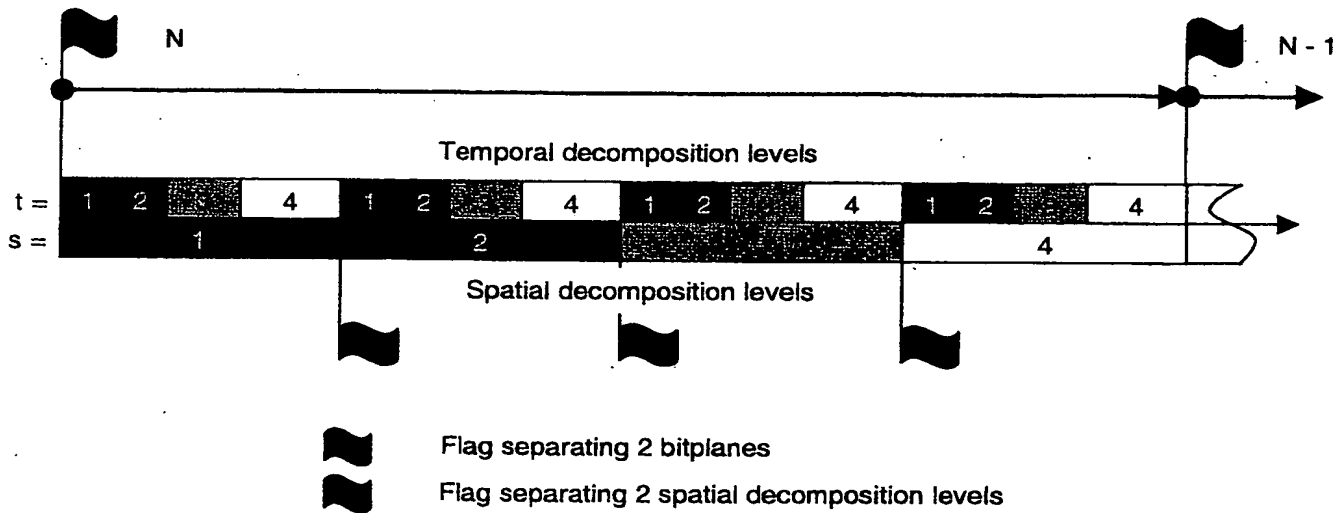 N
N - 1
Temporal decomposition levels
t = 1 2 4 1 2 4 1 2 4 1 2 4
s = 1 2 4
Spatial decomposition levels
Flag separating 2 bitplanes
Flag separating 2 spatial decomposition levels